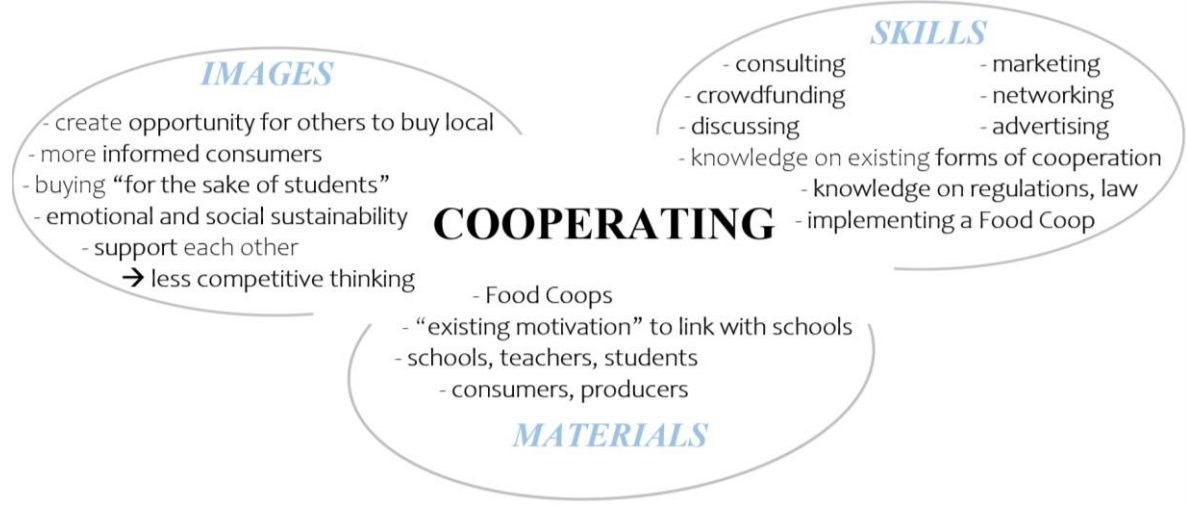 IMAGES
- create opportunity for others to buy local
- more informed consumers
- buying “for the sake of students”
- emotional and social sustainability
- support each other
→ less competitive thinking
SKILLS
- consulting - marketing
- crowdfunding - networking
- discussing - advertising
- knowledge on existing forms of cooperation
- knowledge on regulations, law
- implementing a Food Coop
COOPERATING
- Food Coops
- “existing motivation” to link with schools
- schools, teachers, students
- consumers, producers
MATERIALS